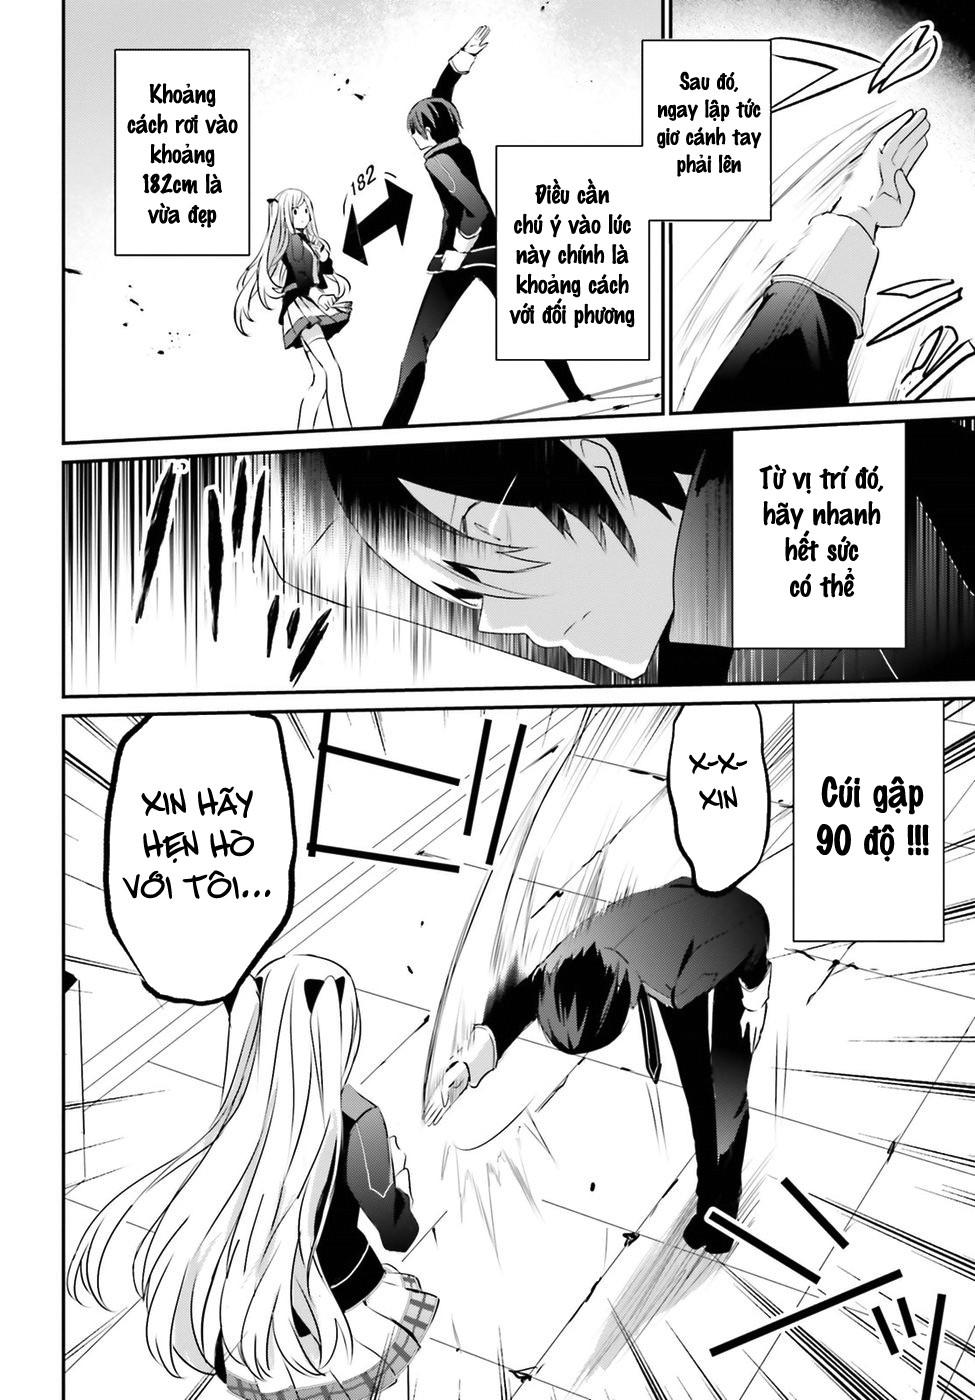 Sau đó,
ngay lập tức
giơ cánh tay
phải lên
Điều cần
chú ý vào lúc
này chính là
khoảng cách
với đối phương
182
Khoảng
cách rơi vào
khoảng
182cm là
vừa đẹp
Từ vị trí đó,
hãy nhanh
hết sức
có thể
Cúi gập
90 độ !!!
X-X-
XIN
XIN HÃY
HẸN HÒ
VỚI TÔI...